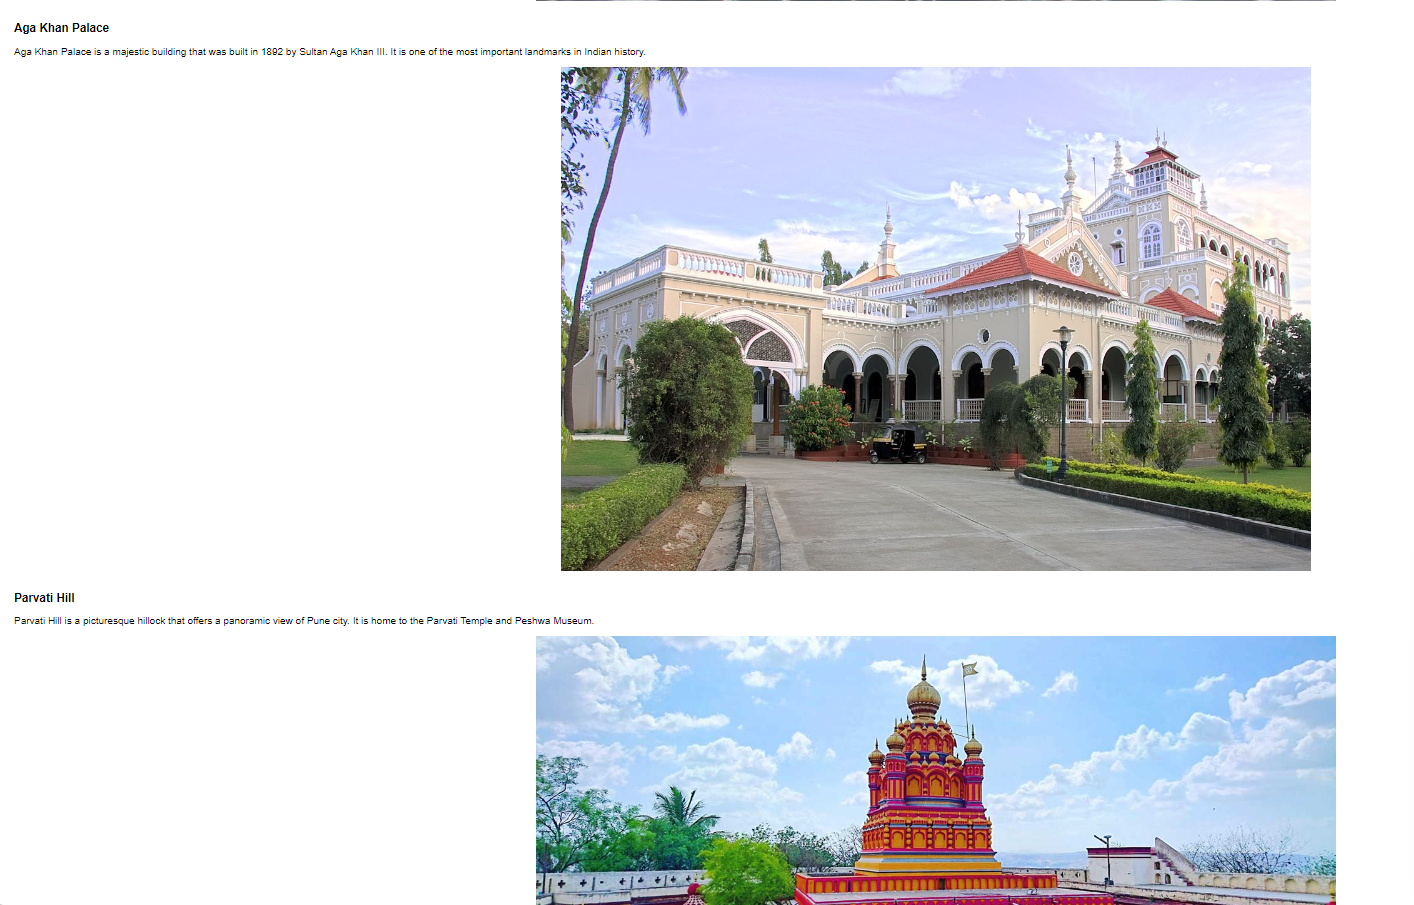 Aga Khan Palace
Aga Khan Palace is a majestic building that was built in 1892 by Sultan Aga Khan III. It is one of the most important landmarks in Indian history.
Parvati Hill
Parvati Hill is a picturesque hillock that offers a panoramic view of Pune city. It is home to the Parvati Temple and Peshwa Museum.